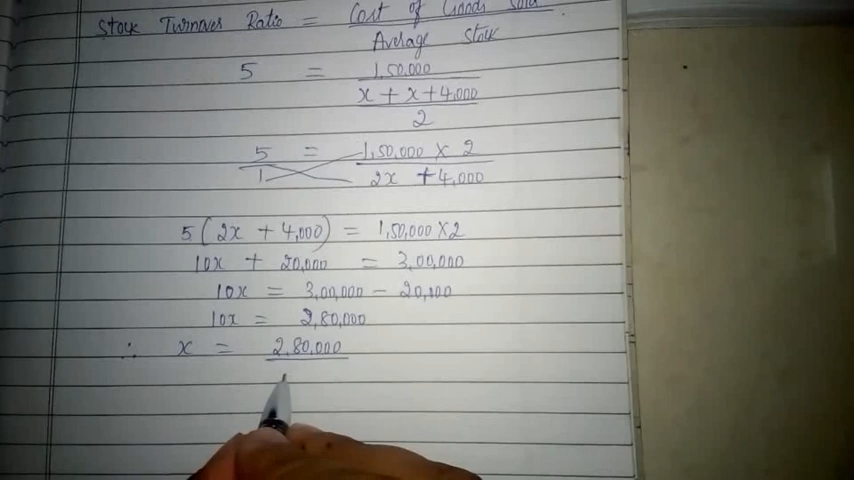 Stock Turnover Ratio = Cost of Goods Sold
Average Stock
5 = 1,50,000
x + x + 4,000
2
5 = 1,50,000 x 2
1 2x + 4,000
5 (2x + 4,000) = 1,50,000 x 2
10x + 20,000 = 3,00,000
10x = 3,00,000 - 20,000
10x = 2,80,000
∴ x = 2,80,000